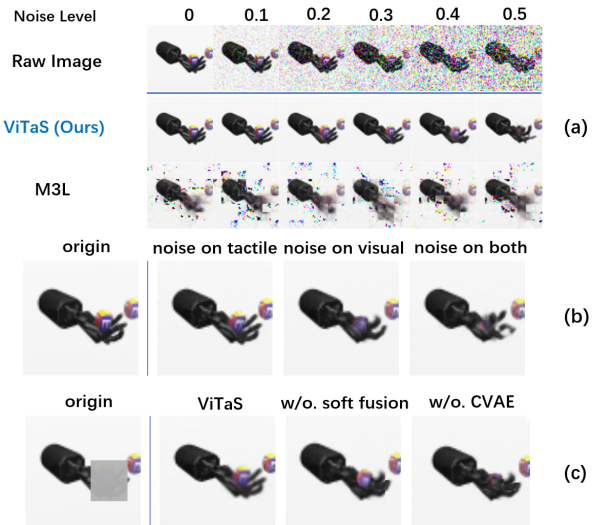 Noise Level 0 0.1 0.2 0.3 0.4 0.5
Raw Image
ViTaS (Ours)
(a)
M3L
origin noise on tactile noise on visual noise on both
(b)
origin ViTaS w/o. soft fusion w/o. CVAE
(c)